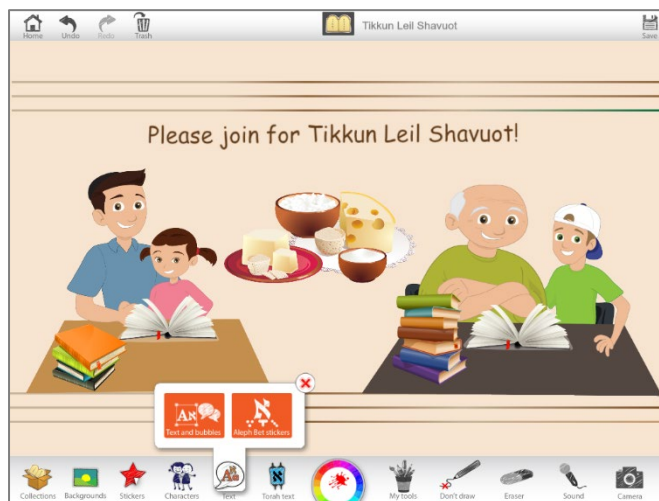 Home
Undo
Redo
Trash
Tikkun Leil Shavuot
Save
Please join for Tikkun Leil Shavuot!
Aא
Text and bubbles
א
Aleph Bet stickers
Collections
Backgrounds
Stickers
Characters
Text
Torah text
My tools
Don't draw
Eraser
Sound
Camera